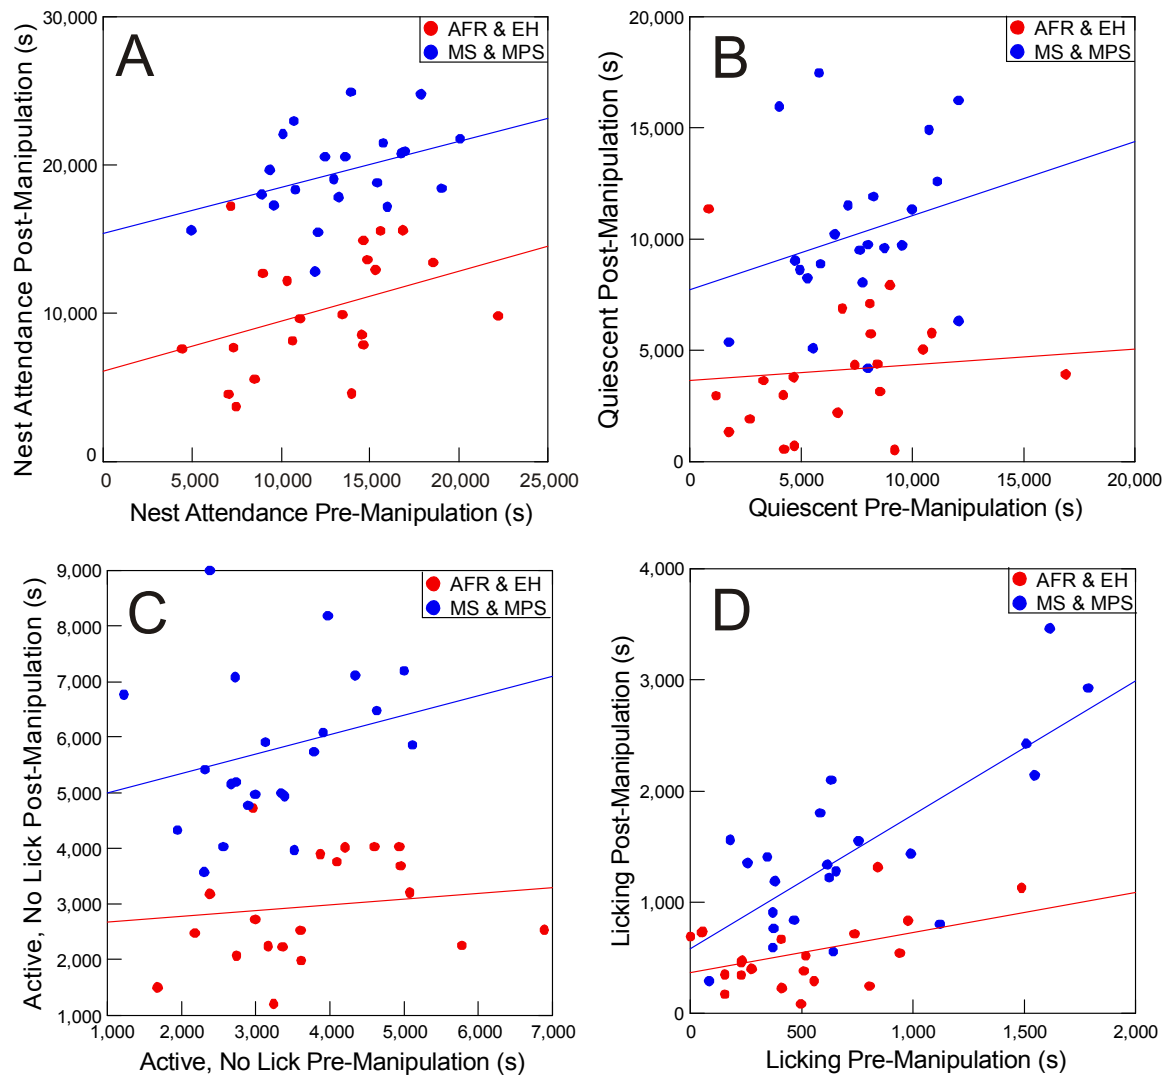 A
AFR & EH
MS & MPS
Nest Attendance Post-Manipulation (s)
30,000
20,000
10,000
0
0 5,000 10,000 15,000 20,000 25,000
Nest Attendance Pre-Manipulation (s)
B
AFR & EH
MS & MPS
Quiescent Post-Manipulation (s)
20,000
15,000
10,000
5,000
0
0 5,000 10,000 15,000 20,000
Quiescent Pre-Manipulation (s)
C
AFR & EH
MS & MPS
Active, No Lick Post-Manipulation (s)
9,000
8,000
7,000
6,000
5,000
4,000
3,000
2,000
1,000
1,000 2,000 3,000 4,000 5,000 6,000 7,000
Active, No Lick Pre-Manipulation (s)
D
AFR & EH
MS & MPS
Licking Post-Manipulation (s)
4,000
3,000
2,000
1,000
0
0 500 1,000 1,500 2,000
Licking Pre-Manipulation (s)